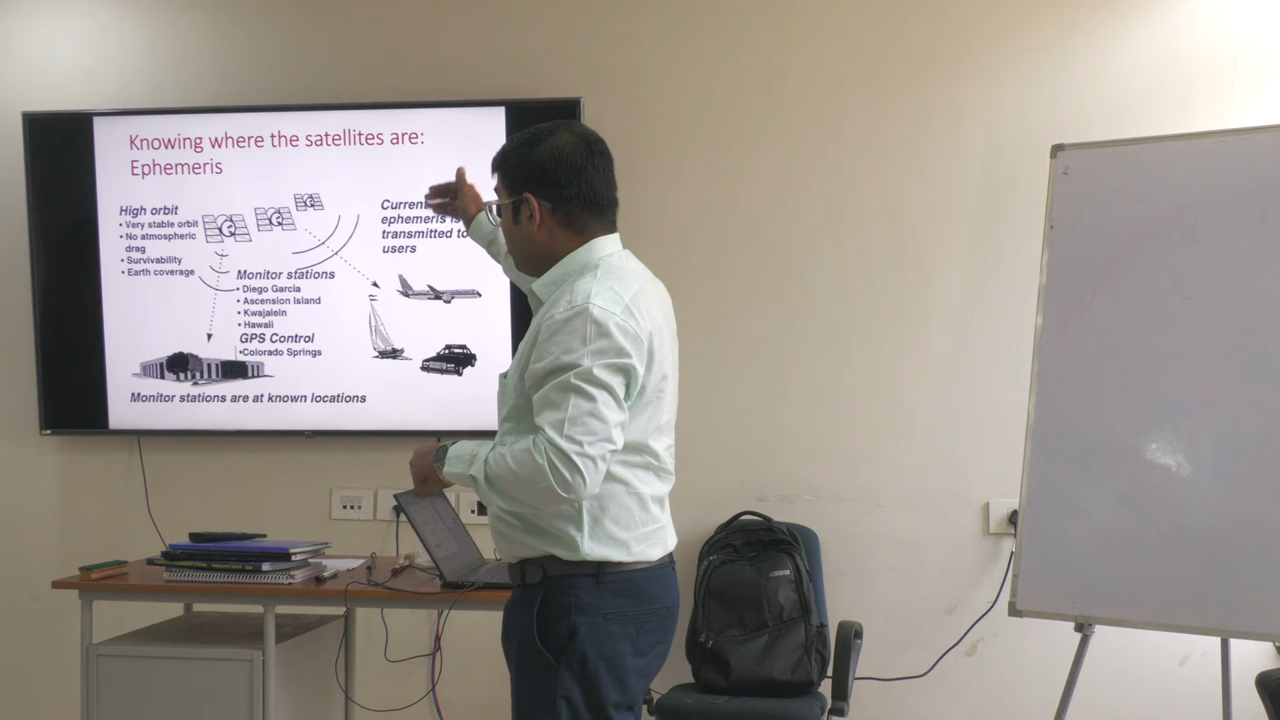 Knowing where the satellites are:
Ephemeris
High orbit
• Very stable orbit
• No atmospheric
drag
• Survivability
• Earth coverage
Monitor stations
• Diego Garcia
• Ascension Island
• Kwajalein
• Hawaii
GPS Control
•Colorado Springs
ephemeris is
transmitted to
users
Monitor stations are at known locations